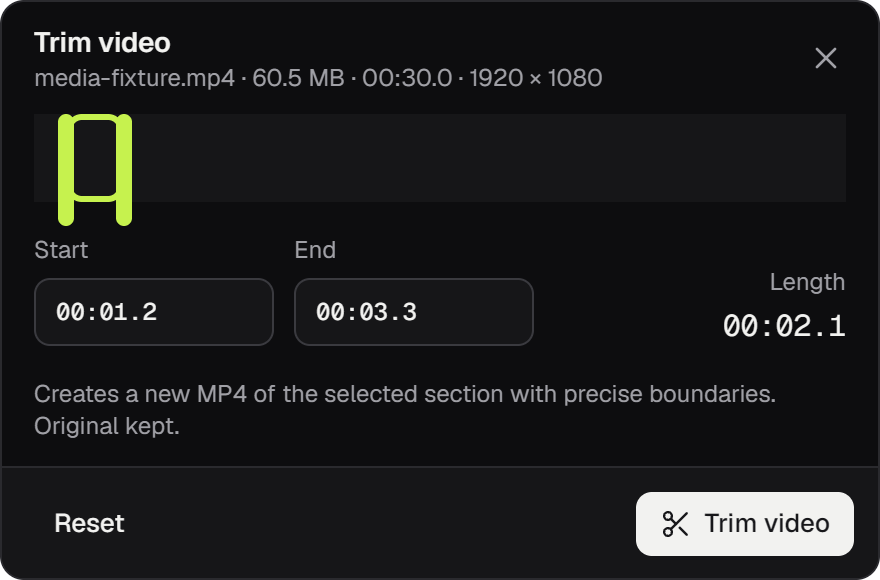 Trim video
media-fixture.mp4 · 60.5 MB · 00:30.0 · 1920 × 1080
Start
End
Length
00:01.2
00:03.3
00:02.1
Creates a new MP4 of the selected section with precise boundaries.
Original kept.
Reset
Trim video